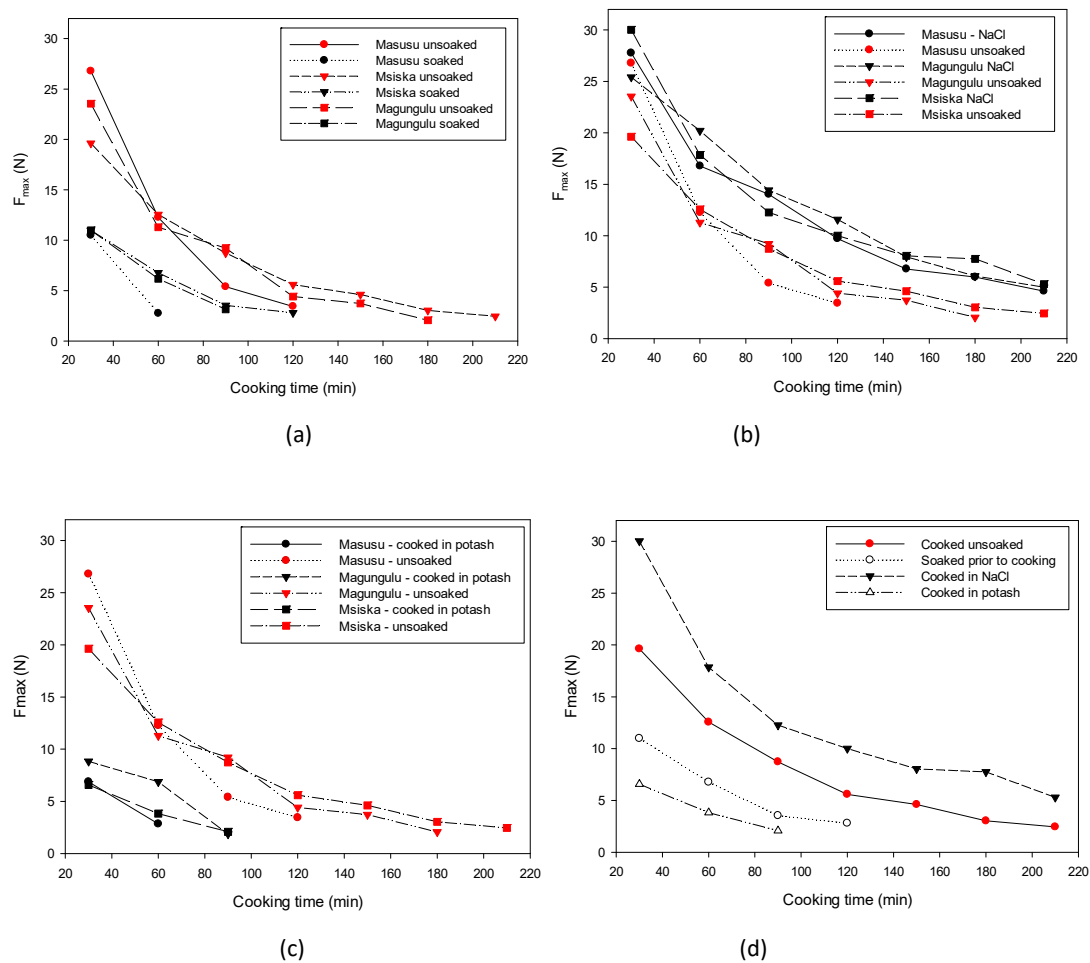 Masusu unsoaked
Masusu soaked
Msiska unsoaked
Msiska soaked
Magungulu unsoaked
Magungulu soaked
30
25
20
15
10
5
0
F max (N)
20 40 60 80 100 120 140 160 180 200 220
Cooking time (min)
(a)
Masusu - NaCl
Masusu unsoaked
Magungulu NaCl
Magungulu unsoaked
Msiska NaCl
Msiska unsoaked
30
25
20
15
10
5
0
F max (N)
20 40 60 80 100 120 140 160 180 200 220
Cooking time (min)
(b)
Masusu - cooked in potash
Masusu - unsoaked
Magungulu - cooked in potash
Magungulu - unsoaked
Msiska - cooked in potash
Msiska - unsoaked
30
25
20
15
10
5
0
Fmax (N)
20 40 60 80 100 120 140 160 180 200 220
Cooking time (min)
(c)
Cooked unsoaked
Soaked prior to cooking
Cooked in NaCl
Cooked in potash
30
25
20
15
10
5
0
Fmax (N)
20 40 60 80 100 120 140 160 180 200 220
Cooking time (min)
(d)